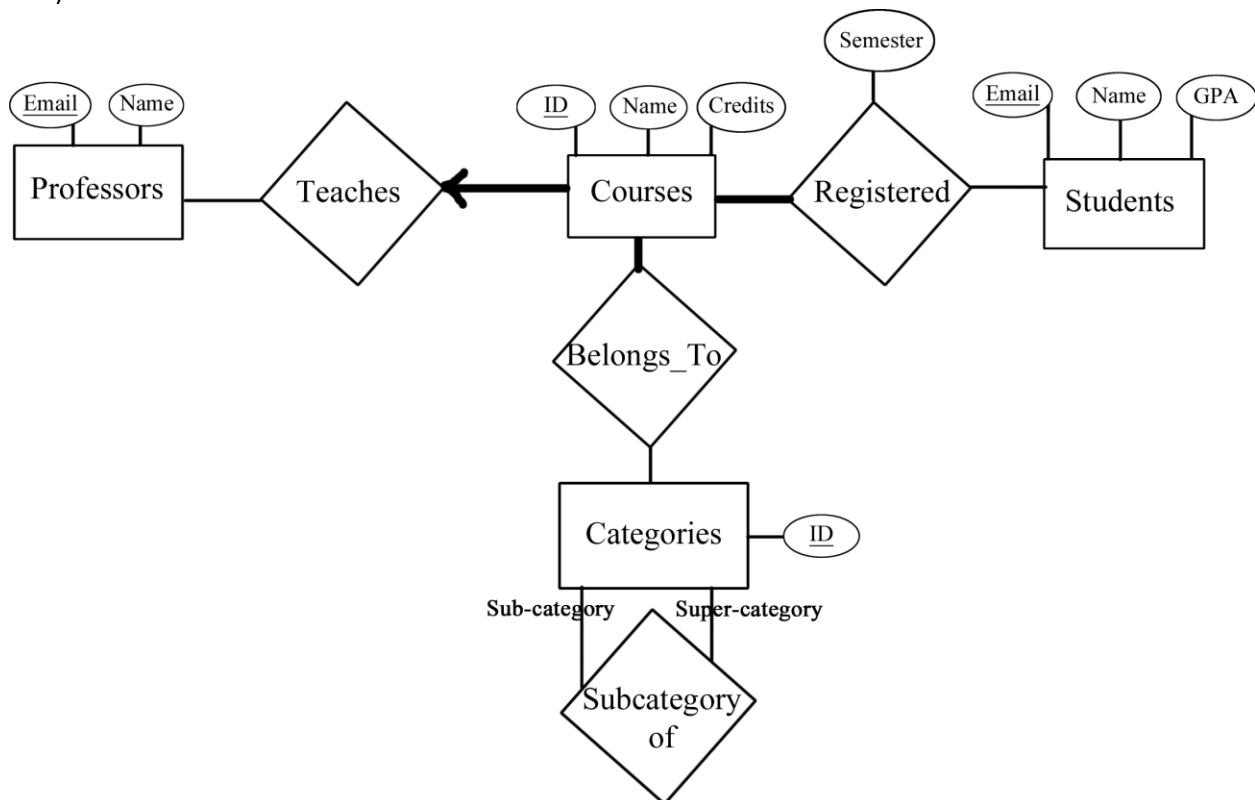 Semester
Email
Name
ID
Name
Credits
Email
Name
GPA
Professors
Teaches
Courses
Registered
Students
Belongs_To
Categories
ID
Sub-category
Super-category
Subcategory
of